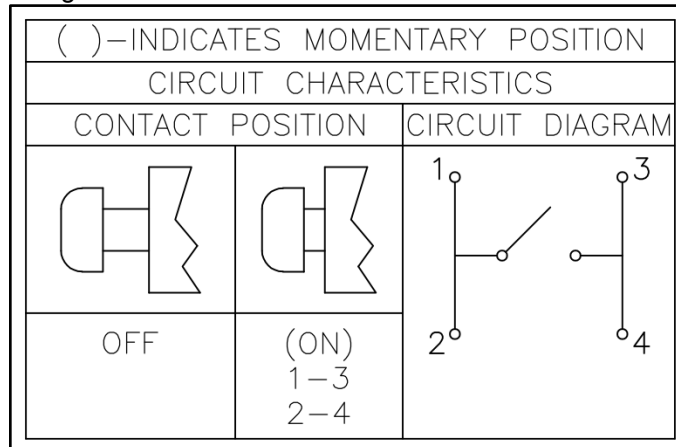 ( )-INDICATES MOMENTARY POSITION
CIRCUIT CHARACTERISTICS
CONTACT POSITION CIRCUIT DIAGRAM
1 3
2 4
OFF (ON)
1-3
2-4